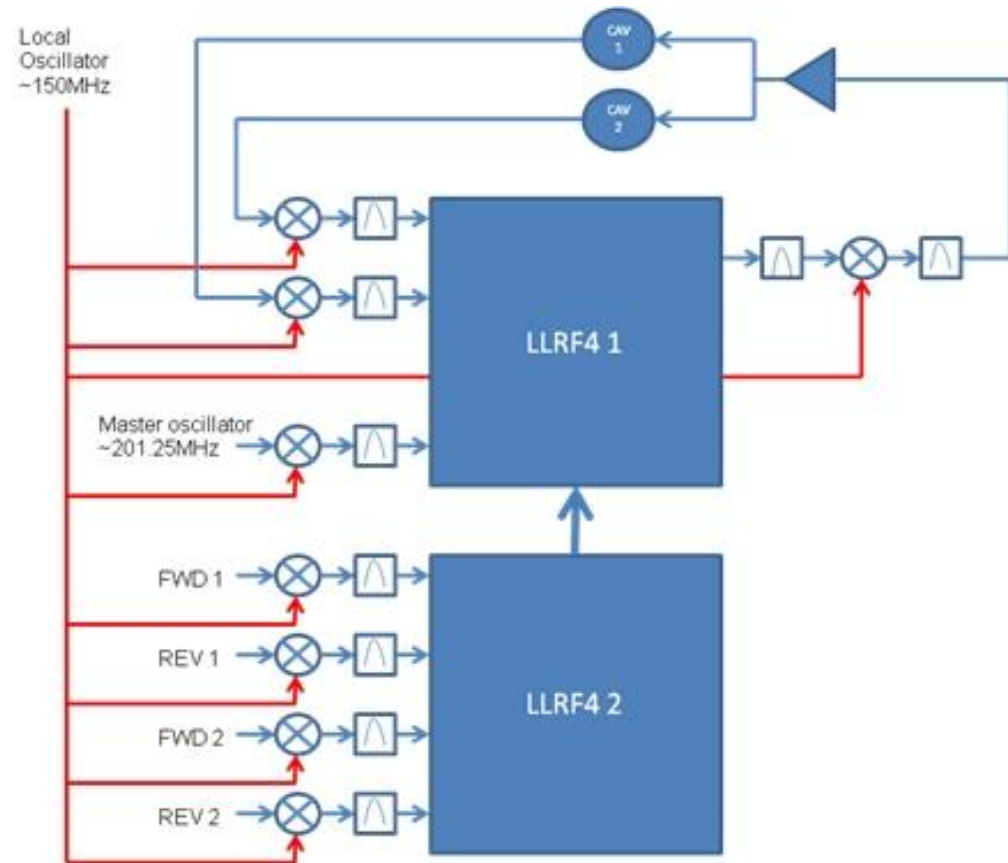 Local
Oscillator
~150MHz
CAV
1
CAV
2
LLRF4 1
Master oscillator
~201.25MHz
FWD 1
REV 1
LLRF4 2
FWD 2
REV 2